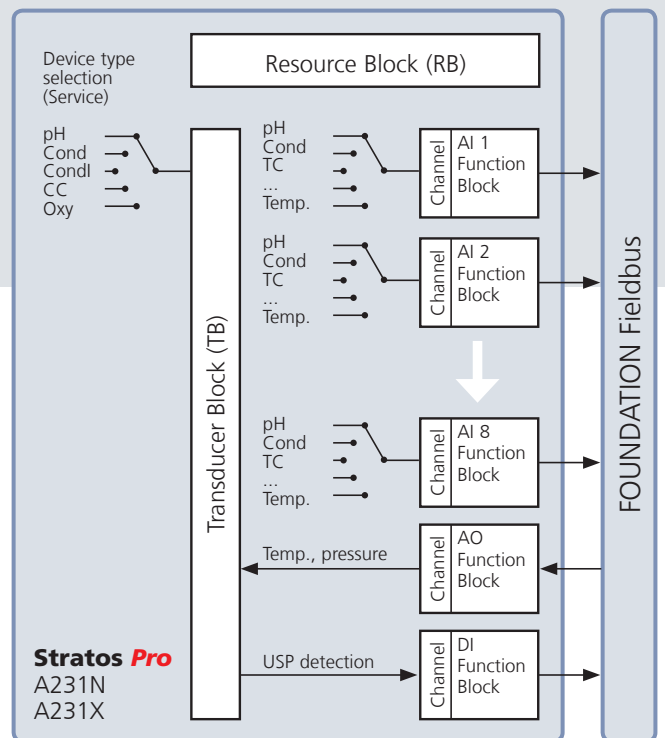 Device type
selection
(Service)
Resource Block (RB)
pH
Cond
CondI
CC
Oxy
Transducer Block (TB)
pH
Cond
TC
...
Temp.
Channel
AI 1
Function
Block
pH
Cond
TC
...
Temp.
Channel
AI 2
Function
Block
pH
Cond
TC
...
Temp.
Channel
AI 8
Function
Block
Temp., pressure
Channel
AO
Function
Block
USP detection
Channel
DI
Function
Block
FOUNDATION Fieldbus
Stratos Pro
A231N
A231X